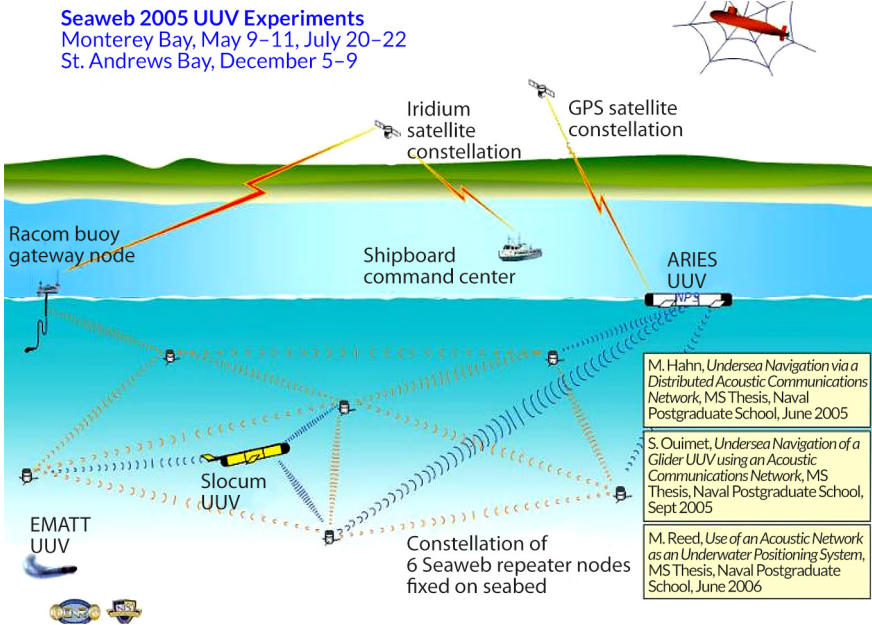 Seaweb 2005 UUV Experiments
Monterey Bay, May 9–11, July 20–22
St. Andrews Bay, December 5–9
Iridium
satellite
constellation
GPS satellite
constellation
Racom buoy
gateway node
Shipboard
command center
ARIES
UUV
NPS
M. Hahn, Undersea Navigation via a
Distributed Acoustic Communications
Network, MS Thesis, Naval
Postgraduate School, June 2005
S. Ouimet, Undersea Navigation of a
Glider UUV using an Acoustic
Communications Network, MS
Thesis, Naval Postgraduate School,
Sept 2005
M. Reed, Use of an Acoustic Network
as an Underwater Positioning System,
MS Thesis, Naval Postgraduate
School, June 2006
Slocum
UUV
EMATT
UUV
Constellation of
6 Seaweb repeater nodes
fixed on seabed